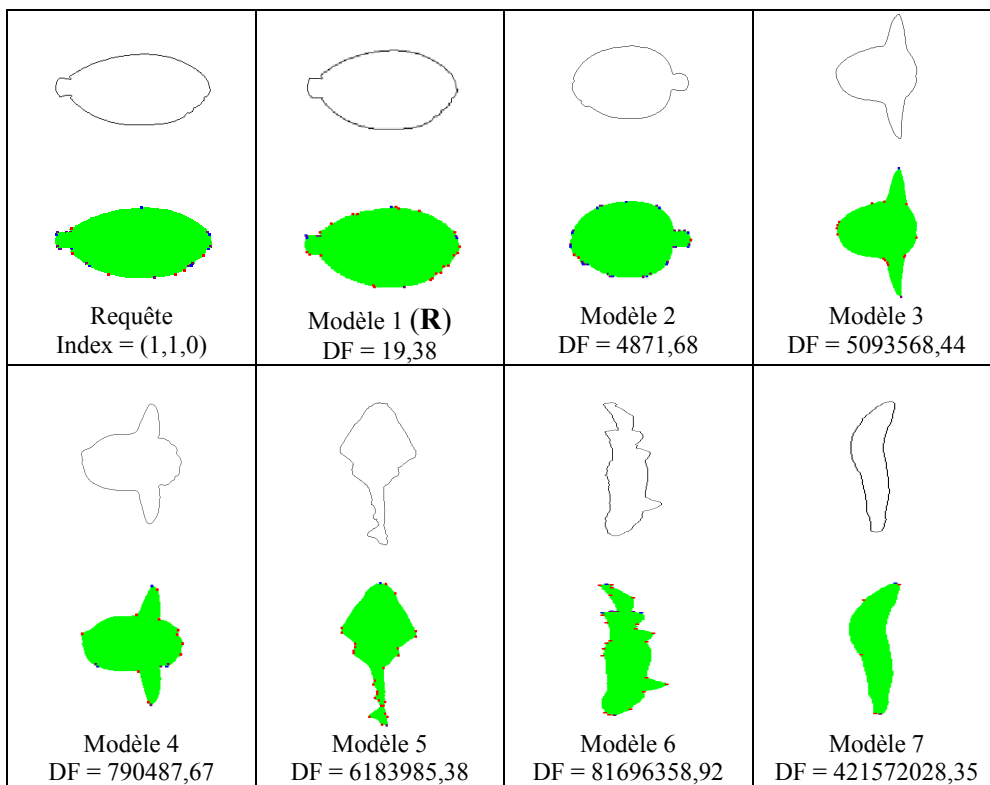 Requête
Index = (1,1,0)
Modèle 1 (R)
DF = 19,38
Modèle 2
DF = 4871,68
Modèle 3
DF = 5093568,44
Modèle 4
DF = 790487,67
Modèle 5
DF = 6183985,38
Modèle 6
DF = 81696358,92
Modèle 7
DF = 421572028,35